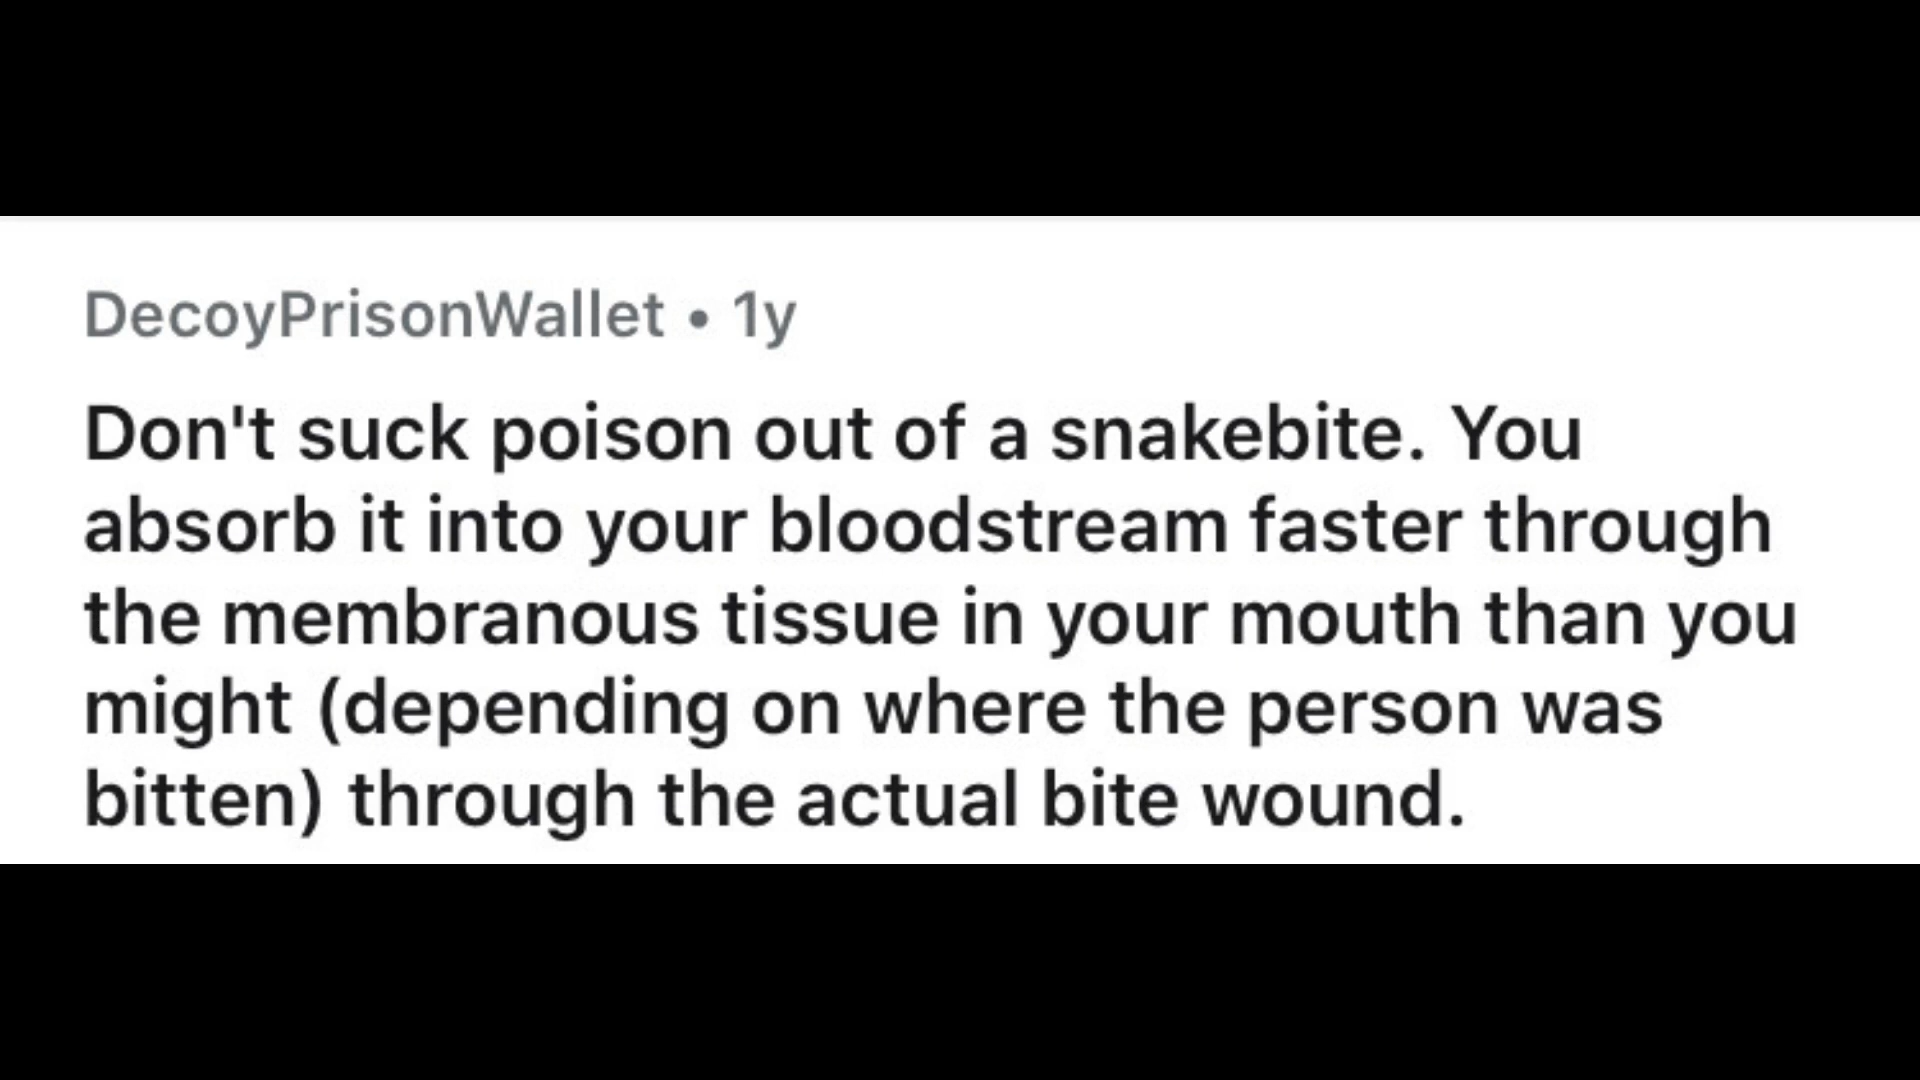 DecoyPrisonWallet • 1y
Don't suck poison out of a snakebite. You
absorb it into your bloodstream faster through
the membranous tissue in your mouth than you
might (depending on where the person was
bitten) through the actual bite wound.